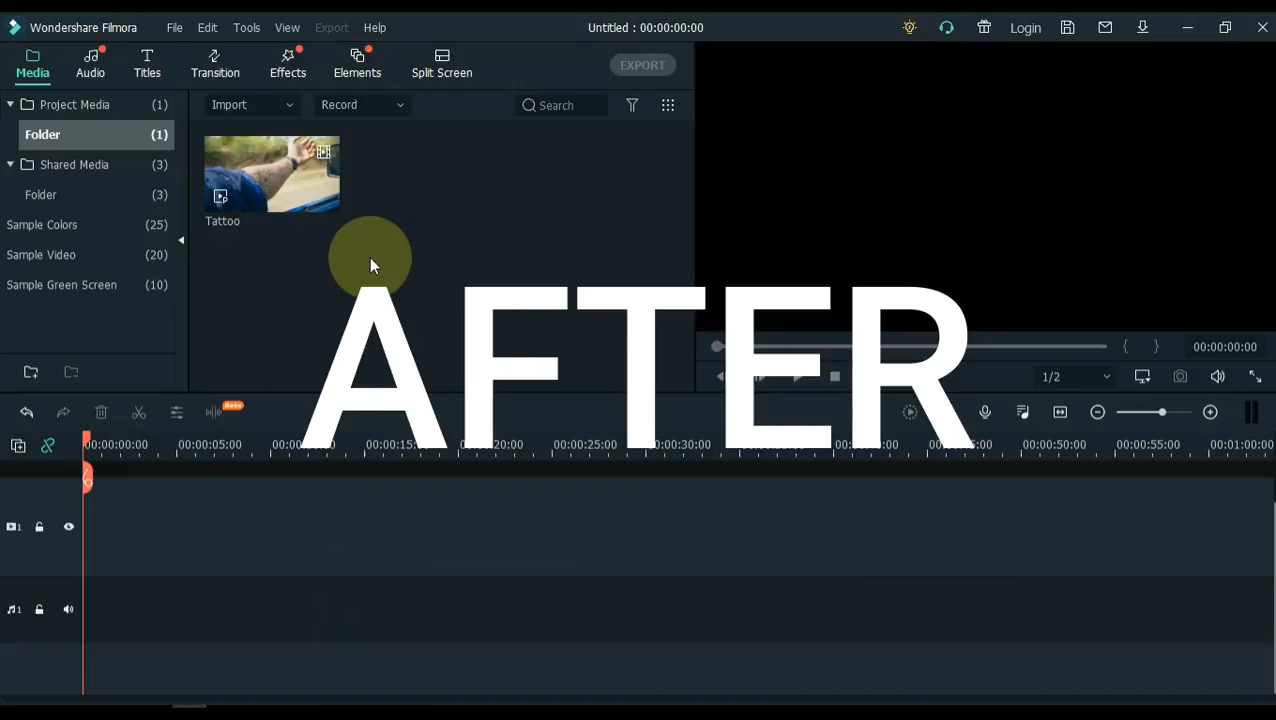 Wondershare Filmora File Edit Tools View Export Help Untitled : 00:00:00:00 Login
Media Audio Titles Transition Effects Elements Split Screen EXPORT
Project Media (1) Import Record Search
Folder (1)
Shared Media (3)
Folder (3)
Tattoo
Sample Colors (25)
Sample Video (20)
Sample Green Screen (10)
AFTER
00:00:00:00
1/2
Beta
00:00:00:00 00:00:05:00 00:00:20:00 00:00:25:00 00:00:30:00 00:00:50:00 00:00:55:00 00:01:00:00
1
1